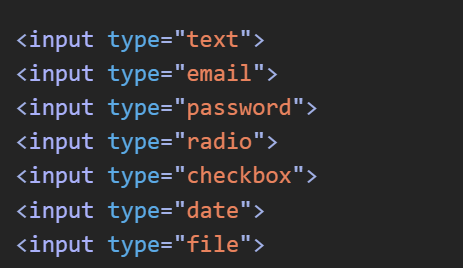 <input type="text">
<input type="email">
<input type="password">
<input type="radio">
<input type="checkbox">
<input type="date">
<input type="file">